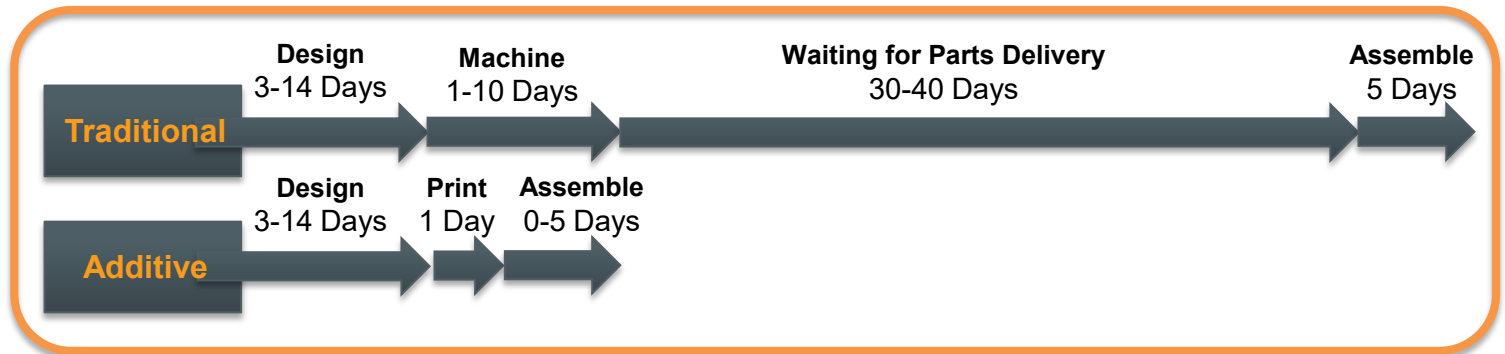 Design
3-14 Days
Machine
1-10 Days
Waiting for Parts Delivery
30-40 Days
Assemble
5 Days
Traditional
Design
3-14 Days
Print
1 Day
Assemble
0-5 Days
Additive